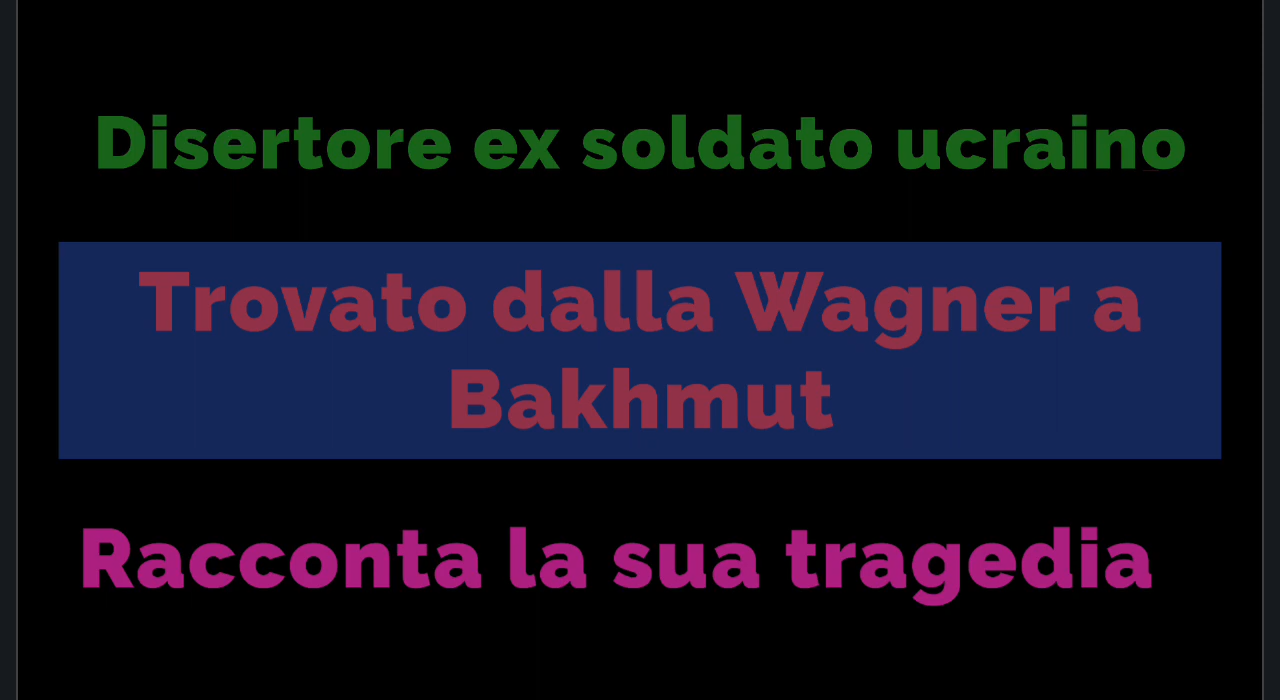 Disertore ex soldato ucraino
Trovato dalla Wagner a
Bakhmut
Racconta la sua tragedia